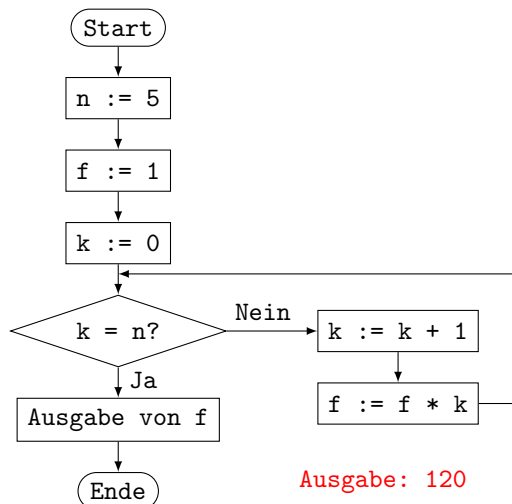 Start
n := 5
f := 1
k := 0
k = n?
Nein
k := k + 1
f := f * k
Ja
Ausgabe von f
Ende
Ausgabe: 120